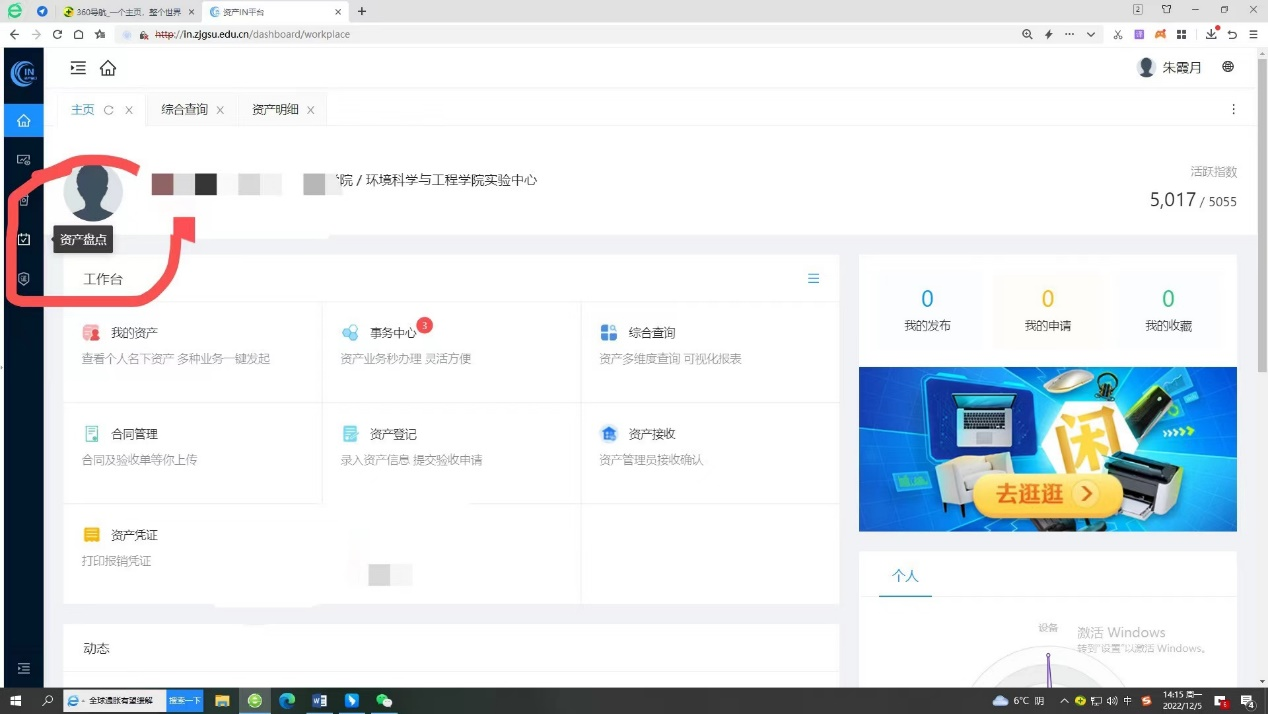 360导航_一个主页，整个世界
资产IN平台
2
http://in.zjgsu.edu.cn/dashboard/workplace
IN
朱霞月
主页
综合查询
资产明细
学院 / 环境科学与工程学院实验中心
活跃指数
5,017 / 5055
资产盘点
工作台
我的资产
查看个人名下资产 多种业务一键发起
事务中心 3
资产业务秒办理 灵活方便
综合查询
资产多维度查询 可视化报表
合同管理
合同及验收单等你上传
资产登记
录入资产信息 提交验收申请
资产接收
资产管理员接收确认
资产凭证
打印报销凭证
0
我的发布
0
我的申请
0
我的收藏
闲
去逛逛
个人
设备
动态
激活 Windows
转到"设置"以激活 Windows。
全球通胀有望缓解
搜索一下
6°C 阴
中
14:15 周一
2022/12/5
4